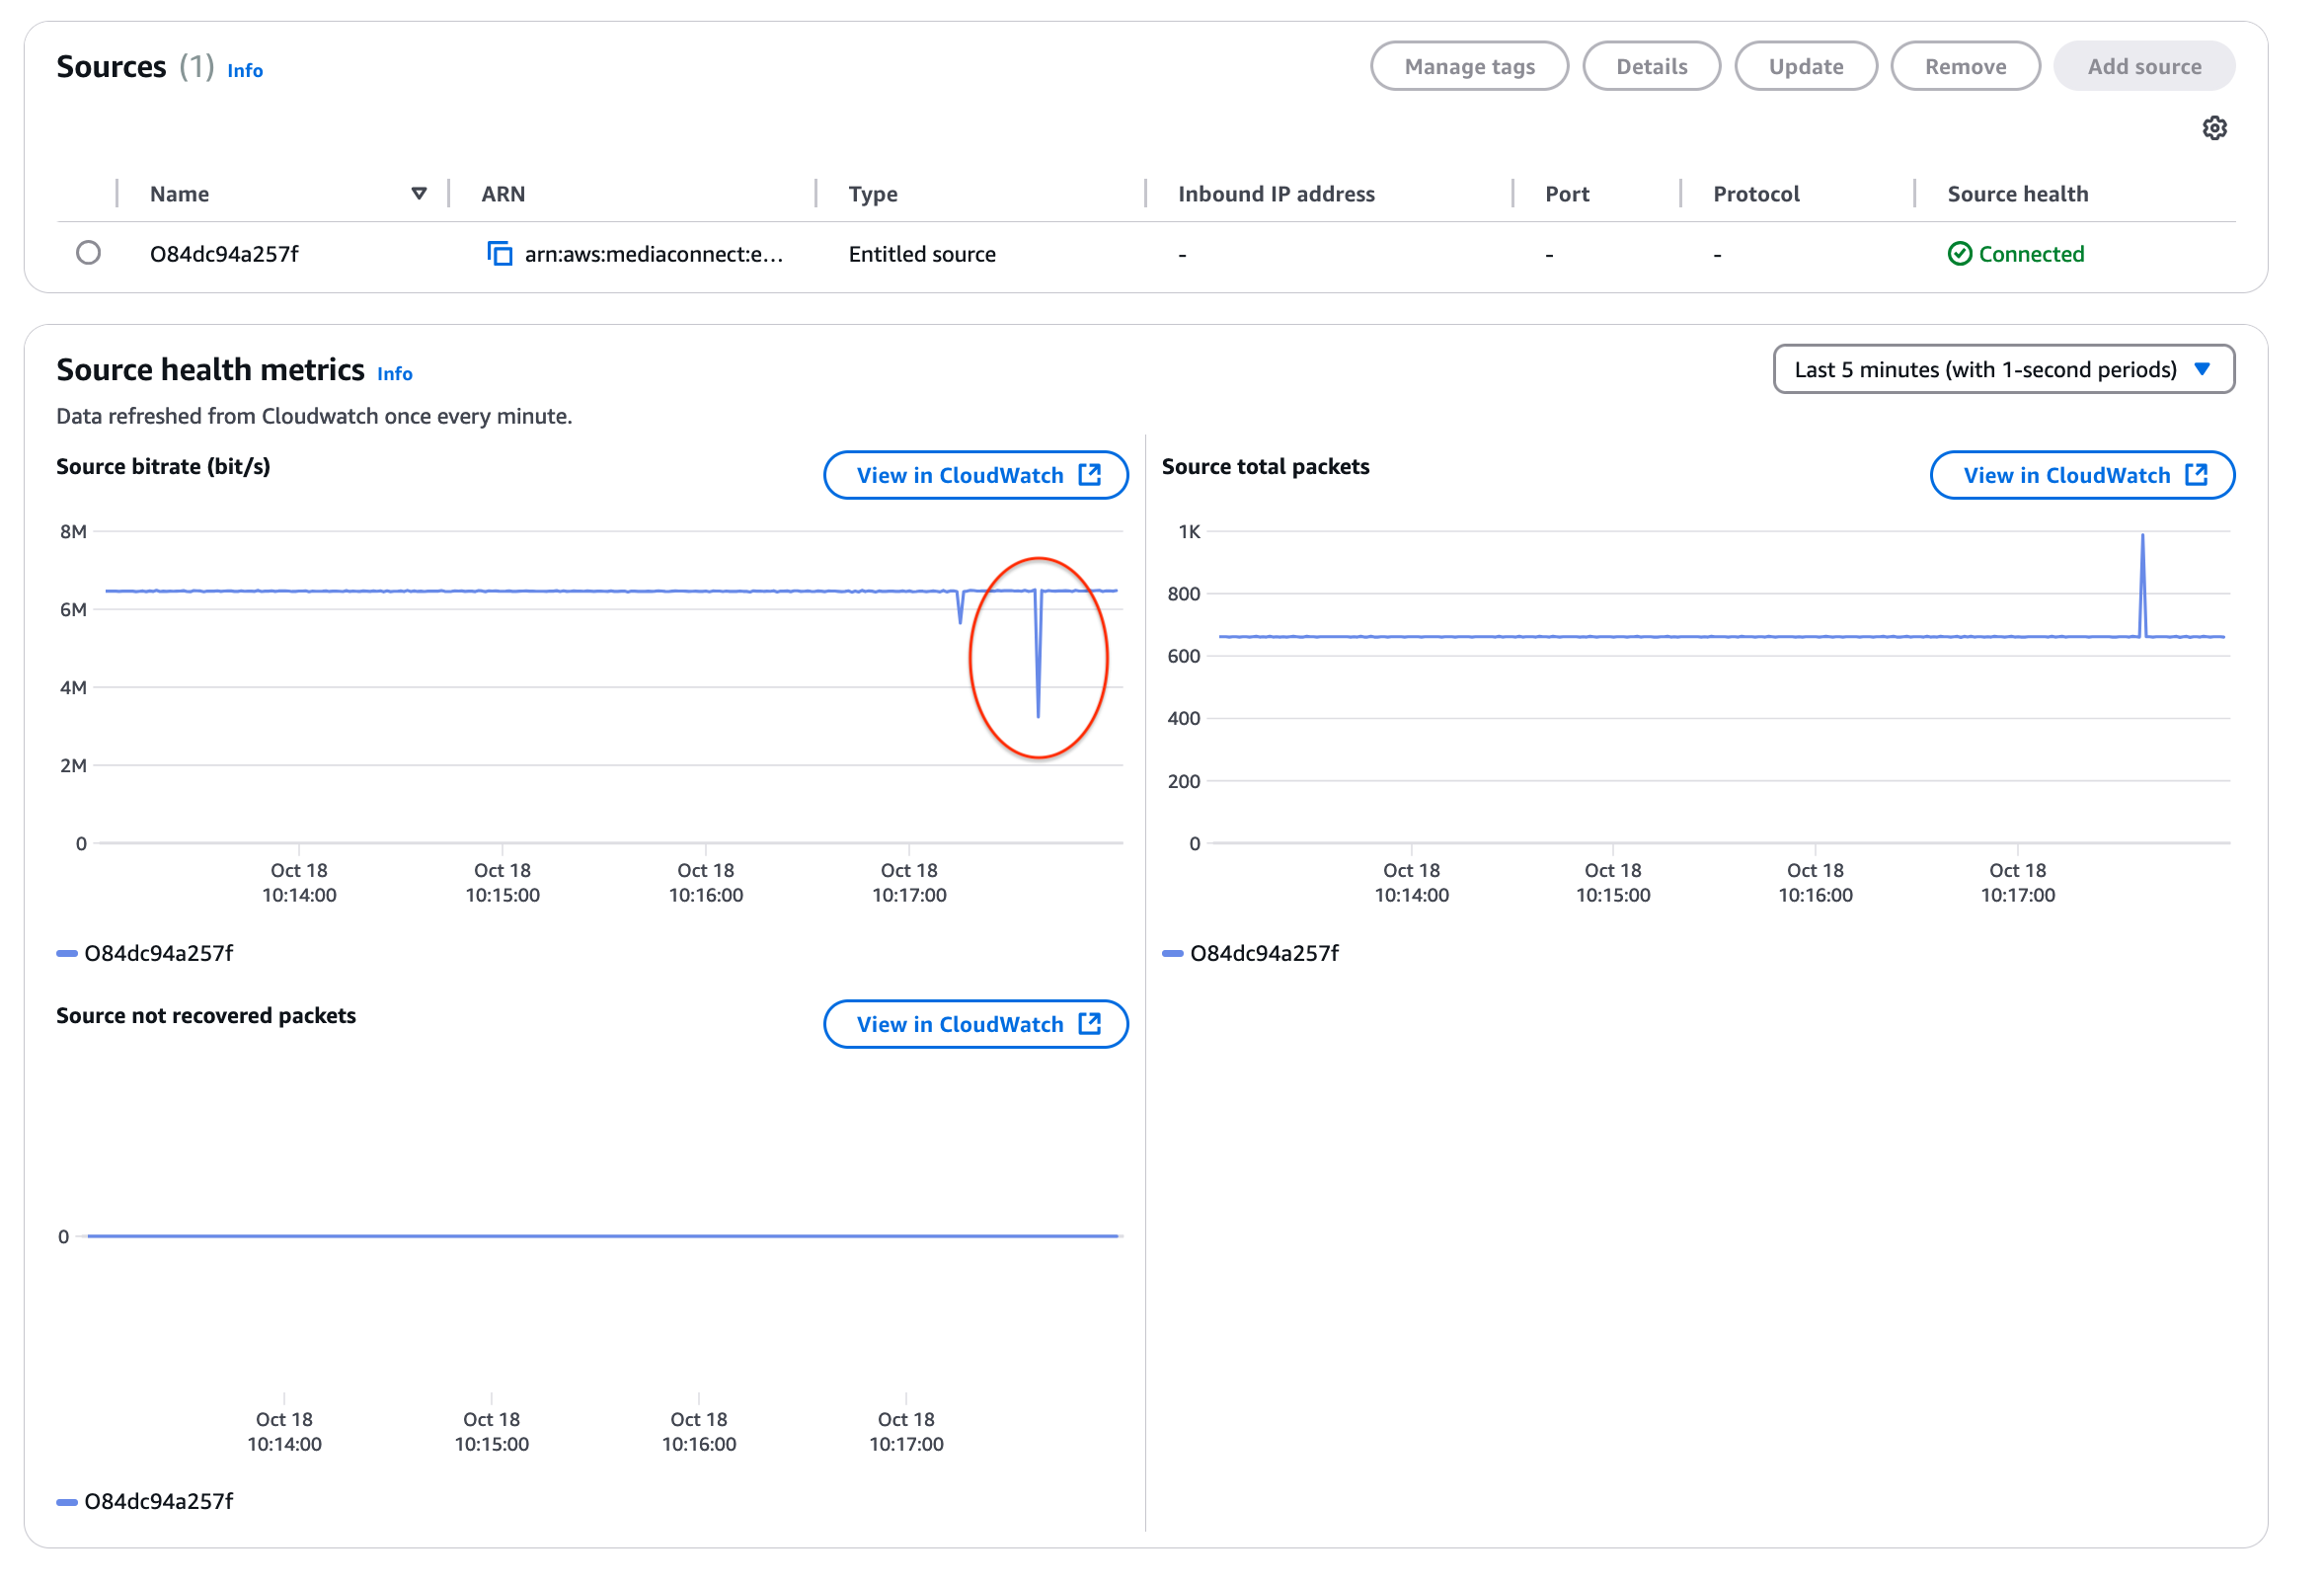 Sources (1) Info
Manage tags
Details
Update
Remove
Add source
Name ARN Type Inbound IP address Port Protocol Source health
O84dc94a257f arn:aws:mediaconnect:e... Entitled source - - - Connected
Source health metrics Info
Last 5 minutes (with 1-second periods)
Data refreshed from Cloudwatch once every minute.
Source bitrate (bit/s)
View in CloudWatch
8M
6M
4M
2M
0
Oct 18 Oct 18 Oct 18 Oct 18
10:14:00 10:15:00 10:16:00 10:17:00
O84dc94a257f
Source total packets
View in CloudWatch
1K
800
600
400
200
0
Oct 18 Oct 18 Oct 18 Oct 18
10:14:00 10:15:00 10:16:00 10:17:00
O84dc94a257f
Source not recovered packets
View in CloudWatch
0
Oct 18 Oct 18 Oct 18 Oct 18
10:14:00 10:15:00 10:16:00 10:17:00
O84dc94a257f